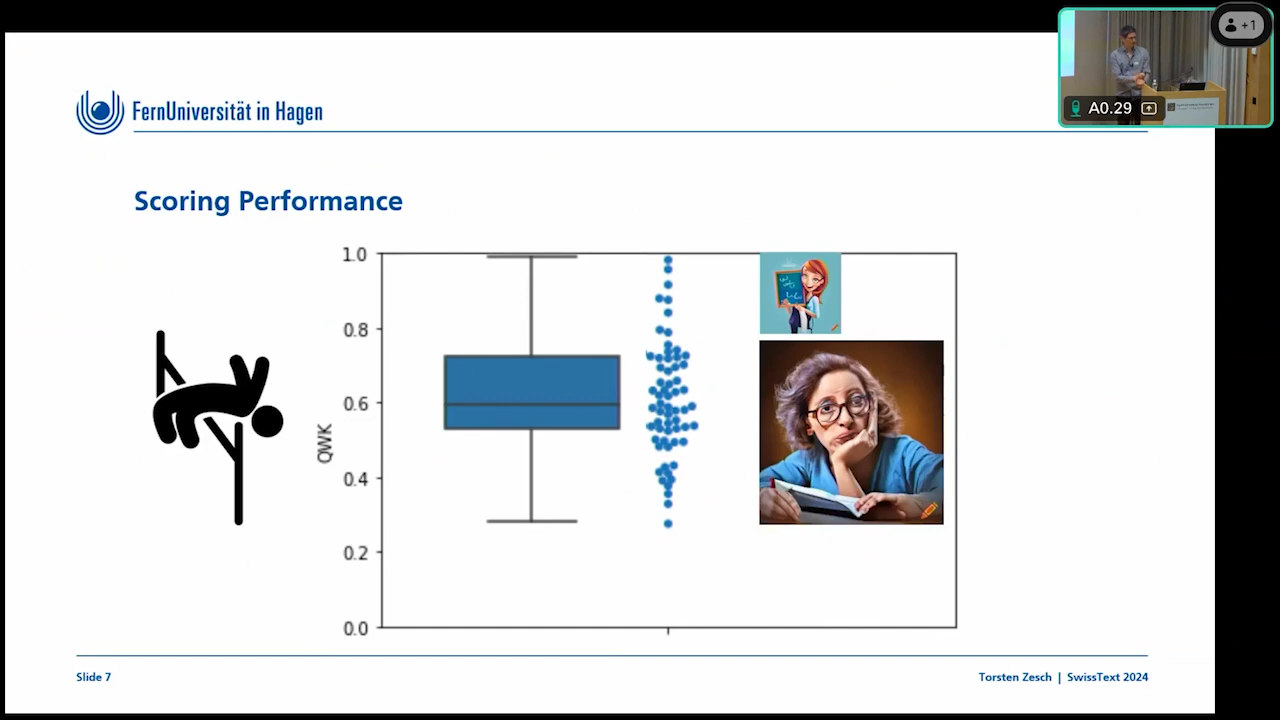 +1
A0.29
FernUniversität in Hagen
Scoring Performance
1.0
0.8
0.6
0.4
0.2
0.0
QWK
Slide 7
Torsten Zesch | SwissText 2024